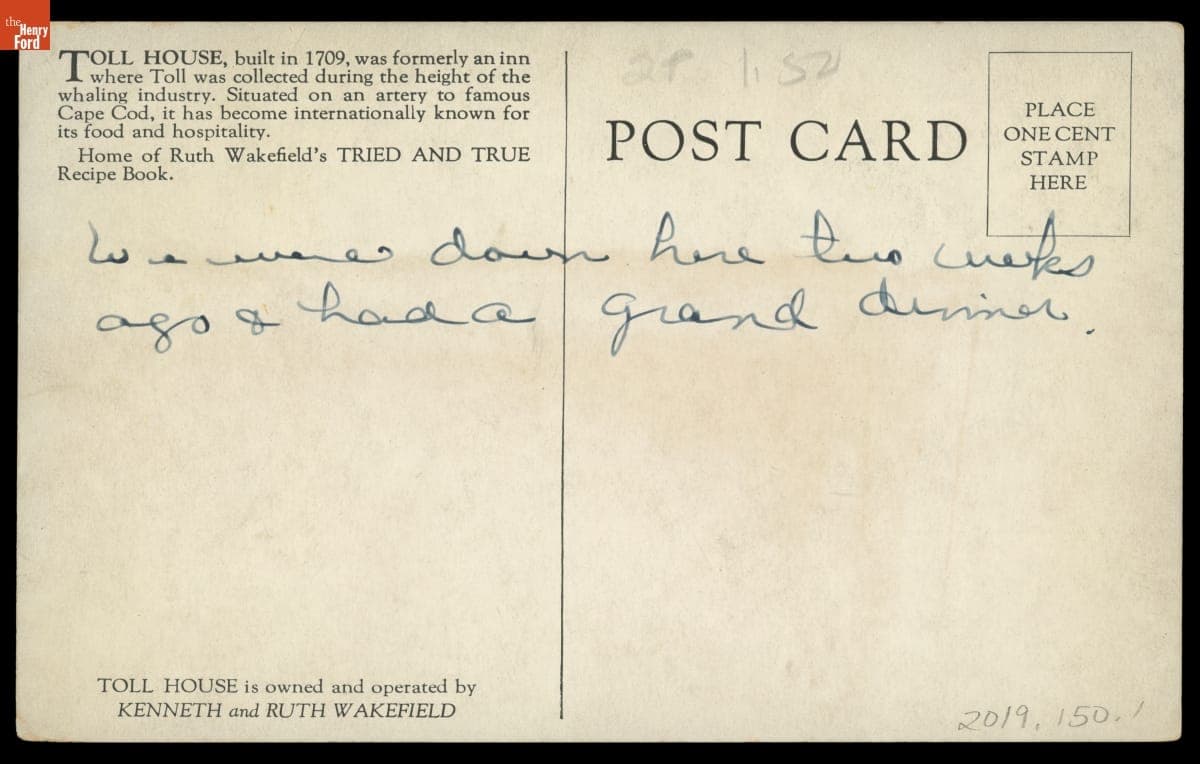 the
Henry
Ford
TOLL HOUSE, built in 1709, was formerly an inn
where Toll was collected during the height of the
whaling industry. Situated on an artery to famous
Cape Cod, it has become internationally known for
its food and hospitality.
Home of Ruth Wakefield's TRIED AND TRUE
Recipe Book.
POST CARD
PLACE
ONE CENT
STAMP
HERE
We were down here two weeks
ago & had a grand dinner.
TOLL HOUSE is owned and operated by
KENNETH and RUTH WAKEFIELD
2019.150.1